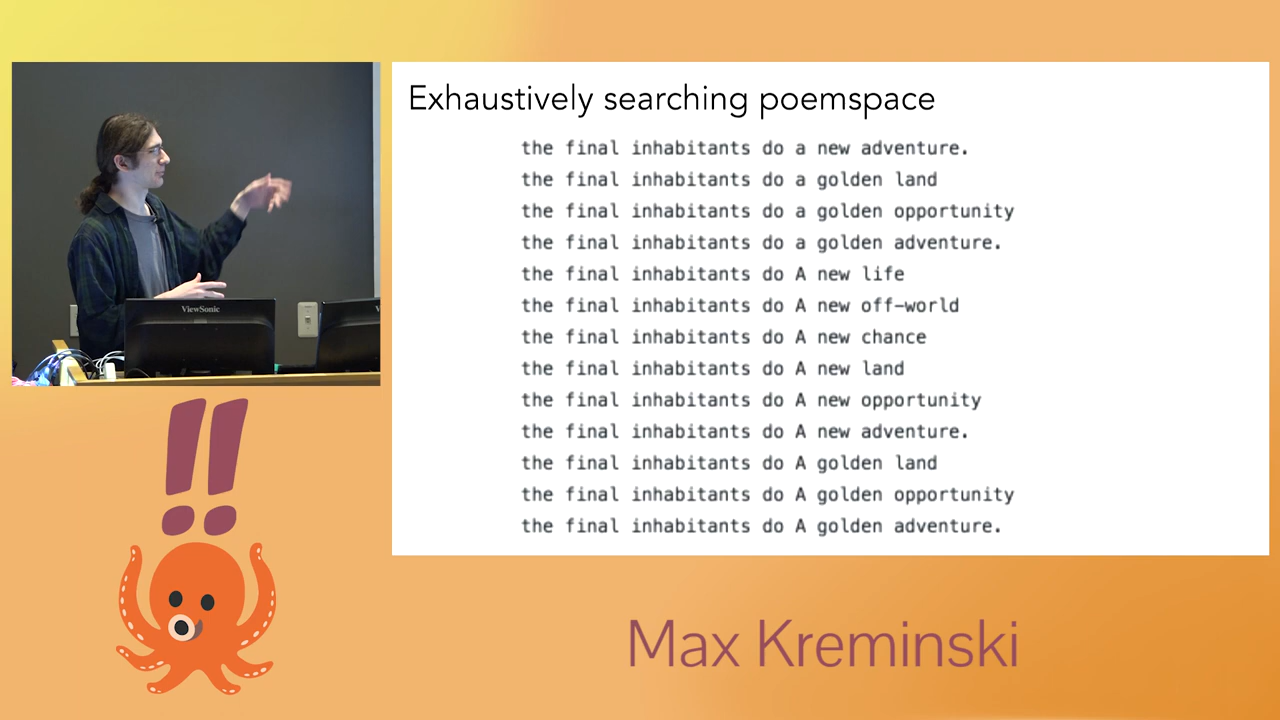 Exhaustively searching poemspace
the final inhabitants do a new adventure.
the final inhabitants do a golden land
the final inhabitants do a golden opportunity
the final inhabitants do a golden adventure.
the final inhabitants do A new life
the final inhabitants do A new off-world
the final inhabitants do A new chance
the final inhabitants do A new land
the final inhabitants do A new opportunity
the final inhabitants do A new adventure.
the final inhabitants do A golden land
the final inhabitants do A golden opportunity
the final inhabitants do A golden adventure.
ViewSonic
V
!!
Max Kreminski